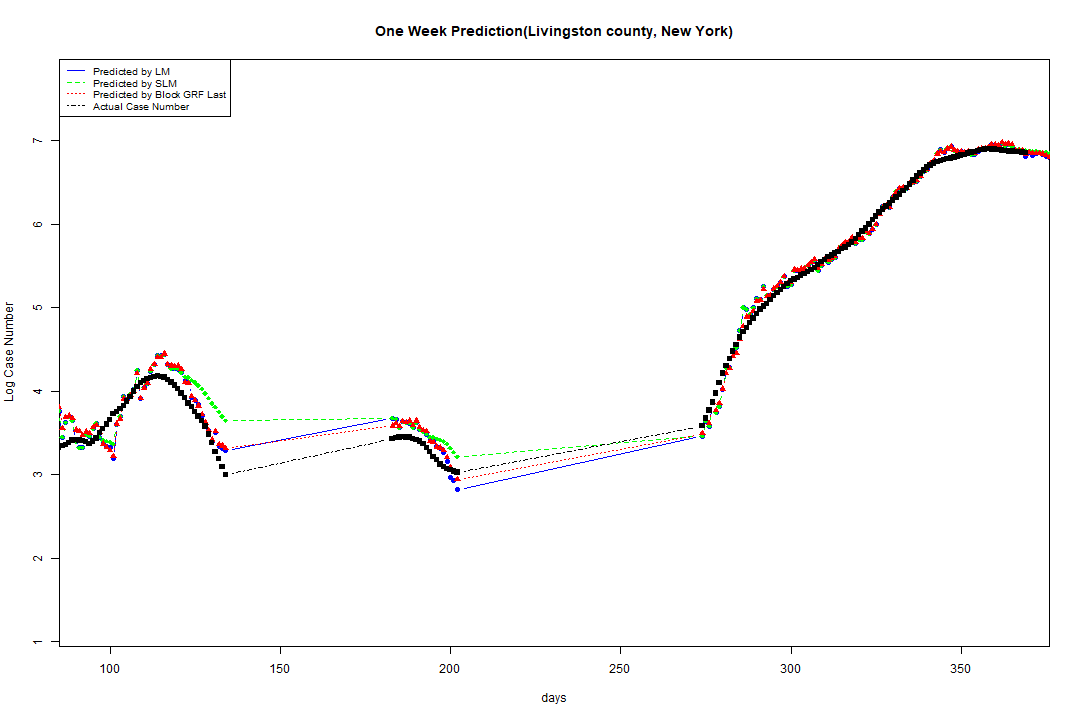 One Week Prediction(Livingston county, New York)
Predicted by LM
Predicted by SLM
Predicted by Block GRF Last
Actual Case Number
7
6
5
4
3
2
1
Log Case Number
100 150 200 250 300 350
days